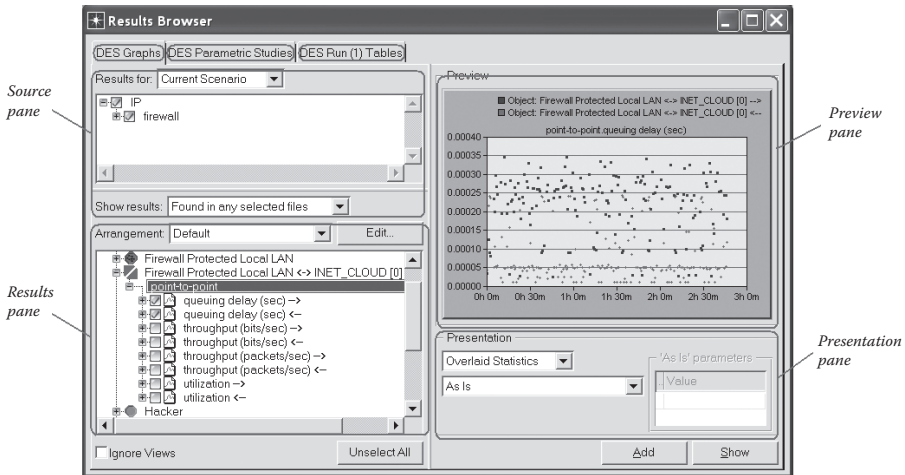 Results Browser
DES Graphs DES Parametric Studies DES Run (1) Tables
Results for: Current Scenario
IP
firewall
Show results: Found in any selected files
Arrangement: Default Edit...
Firewall Protected Local LAN
Firewall Protected Local LAN <-> INET_CLOUD [0]
point-to-point
queuing delay (sec) -->
queuing delay (sec) <--
throughput (bits/sec) -->
throughput (bits/sec) <--
throughput (packets/sec) -->
throughput (packets/sec) <--
utilization -->
utilization <--
Hacker
Ignore Views
Unselect All
Preview
Object: Firewall Protected Local LAN <-> INET_CLOUD [0] -->
Object: Firewall Protected Local LAN <-> INET_CLOUD [0] <--
point-to-point.queuing delay (sec)
0.00040
0.00035
0.00030
0.00025
0.00020
0.00015
0.00010
0.00005
0.00000
0h 0m 0h 30m 1h 0m 1h 30m 2h 0m 2h 30m 3h 0m
Presentation
Overlaid Statistics
As Is
'As Is' parameters
Value
Add Show
Source
pane
Results
pane
Preview
pane
Presentation
pane